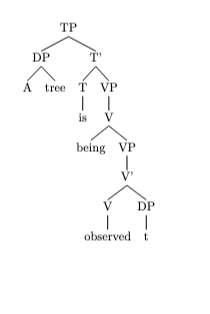 TP
DP T'
A tree T VP
is V
being VP
V'
V DP
observed t